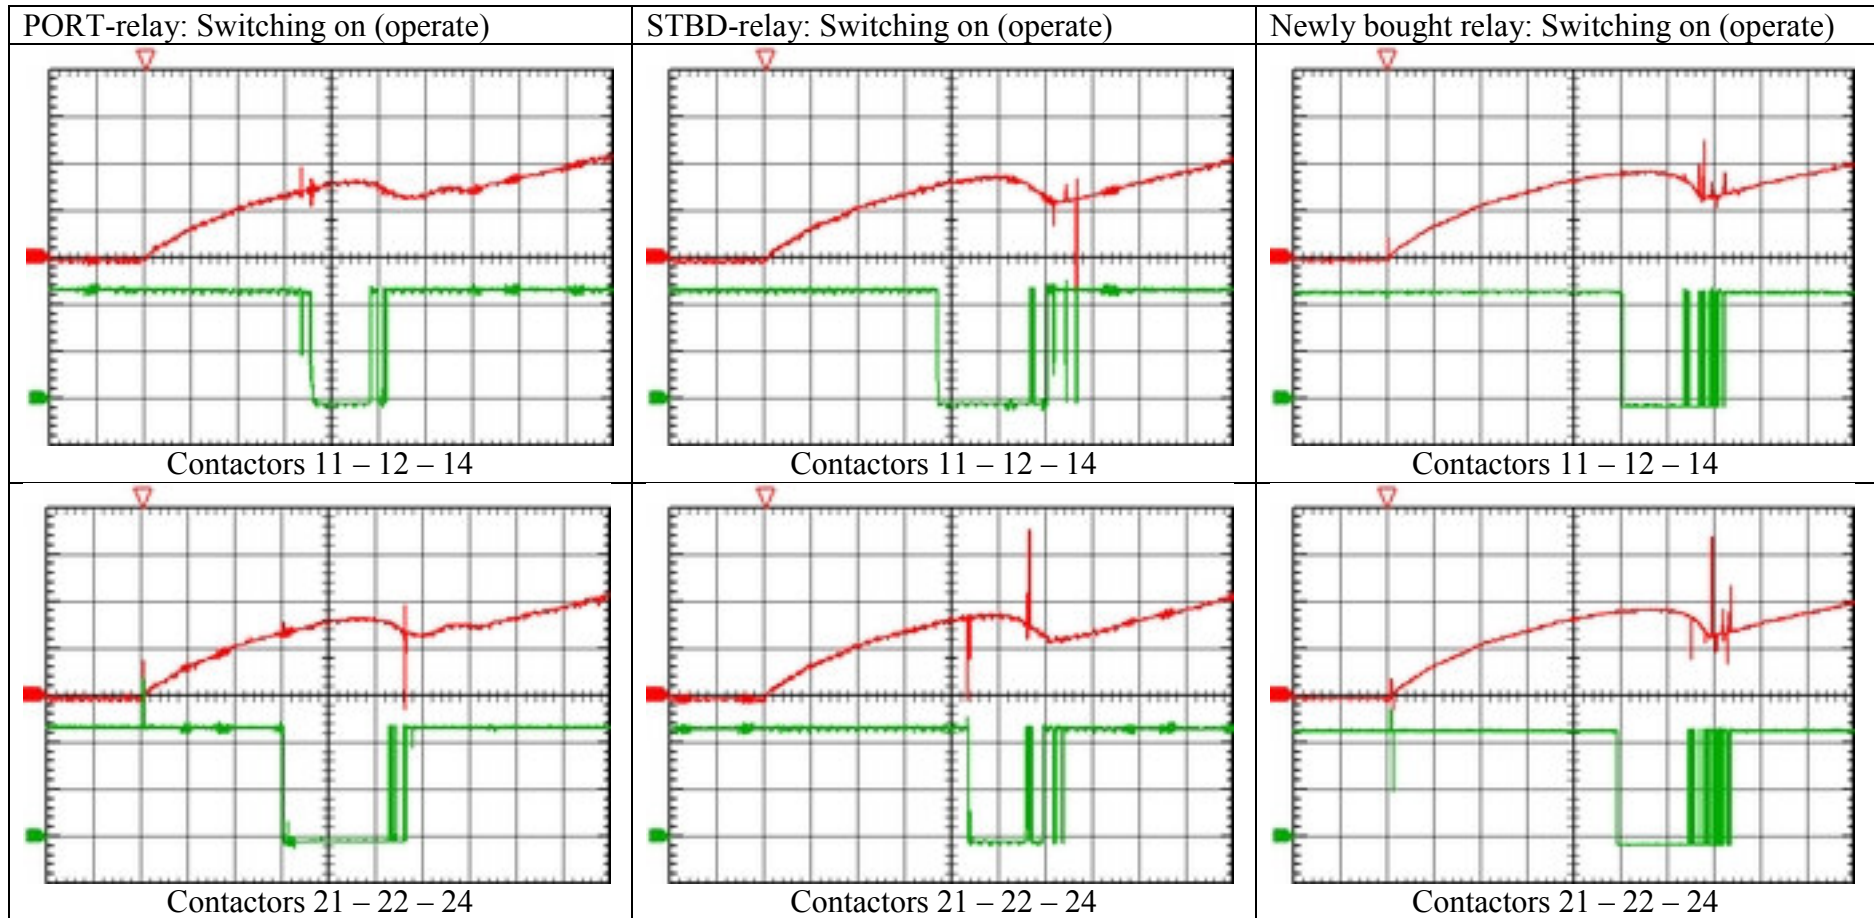 PORT-relay: Switching on (operate)
STBD-relay: Switching on (operate)
Newly bought relay: Switching on (operate)
Contactors 11 – 12 – 14
Contactors 11 – 12 – 14
Contactors 11 – 12 – 14
Contactors 21 – 22 – 24
Contactors 21 – 22 – 24
Contactors 21 – 22 – 24